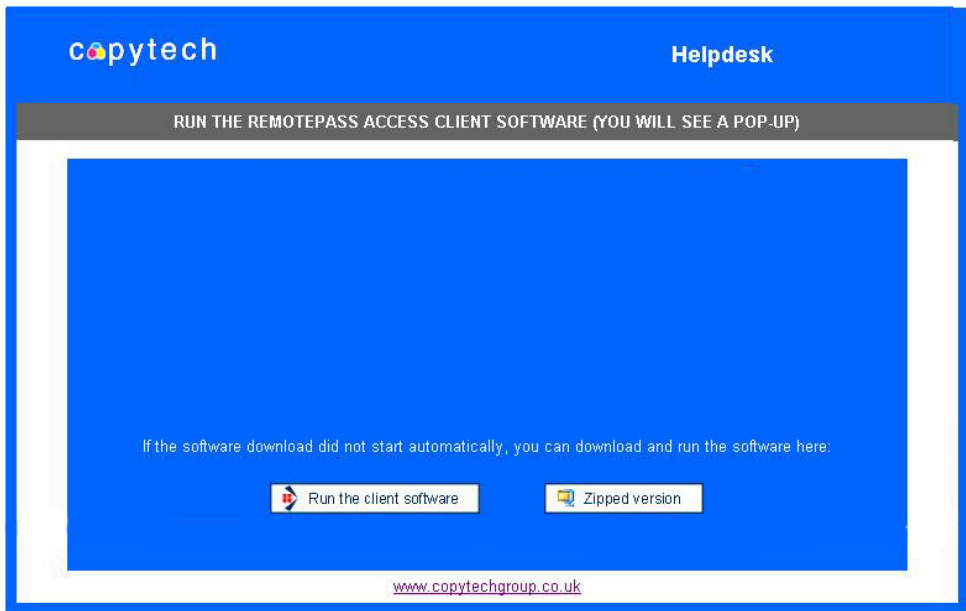 copytech
Helpdesk
RUN THE REMOTEPASS ACCESS CLIENT SOFTWARE (YOU WILL SEE A POP-UP)
If the software download did not start automatically, you can download and run the software here:
Run the client software
Zipped version
www.copytechgroup.co.uk